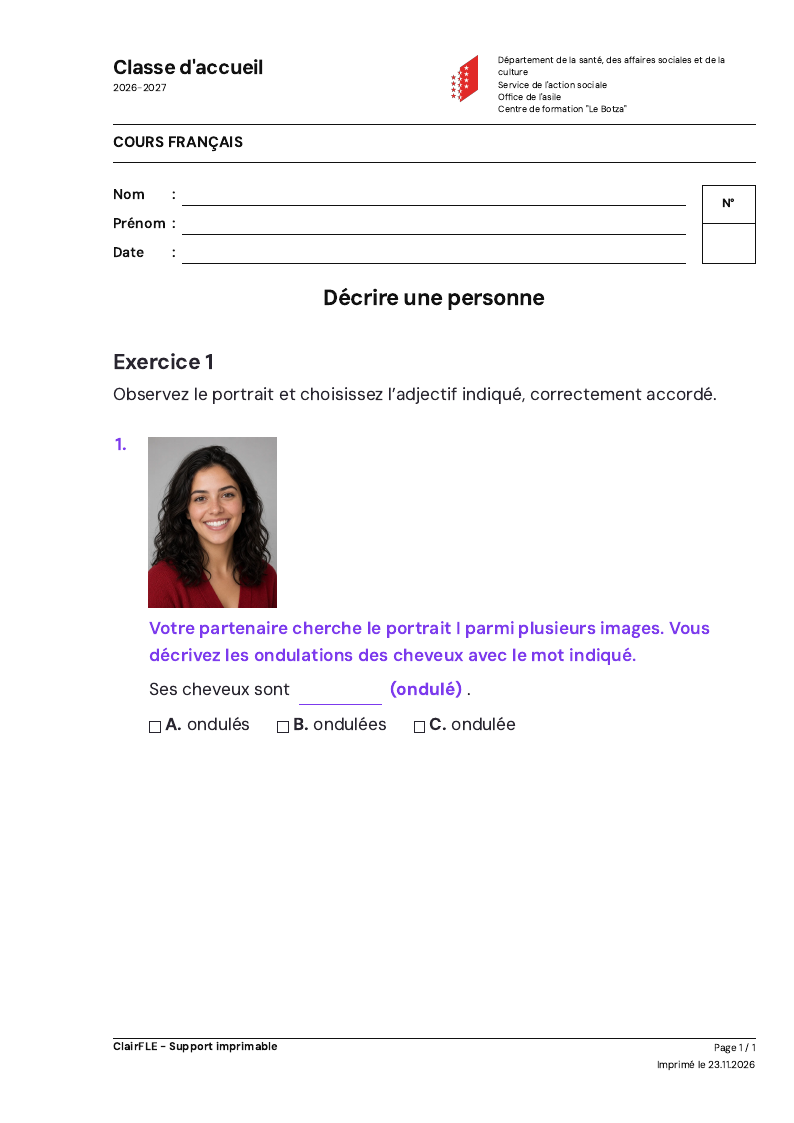 Classe d'accueil
2026-2027
Département de la santé, des affaires sociales et de la
culture
Service de l'action sociale
Office de l'asile
Centre de formation "Le Botza"
COURS FRANÇAIS
Nom :
Prénom :
Date :
N°
Décrire une personne
Exercice 1
Observez le portrait et choisissez l’adjectif indiqué, correctement accordé.
1.
Votre partenaire cherche le portrait I parmi plusieurs images. Vous
décrivez les ondulations des cheveux avec le mot indiqué.
Ses cheveux sont ________ (ondulé) .
A. ondulés B. ondulées C. ondulée
ClairFLE - Support imprimable
Page 1 / 1
Imprimé le 23.11.2026